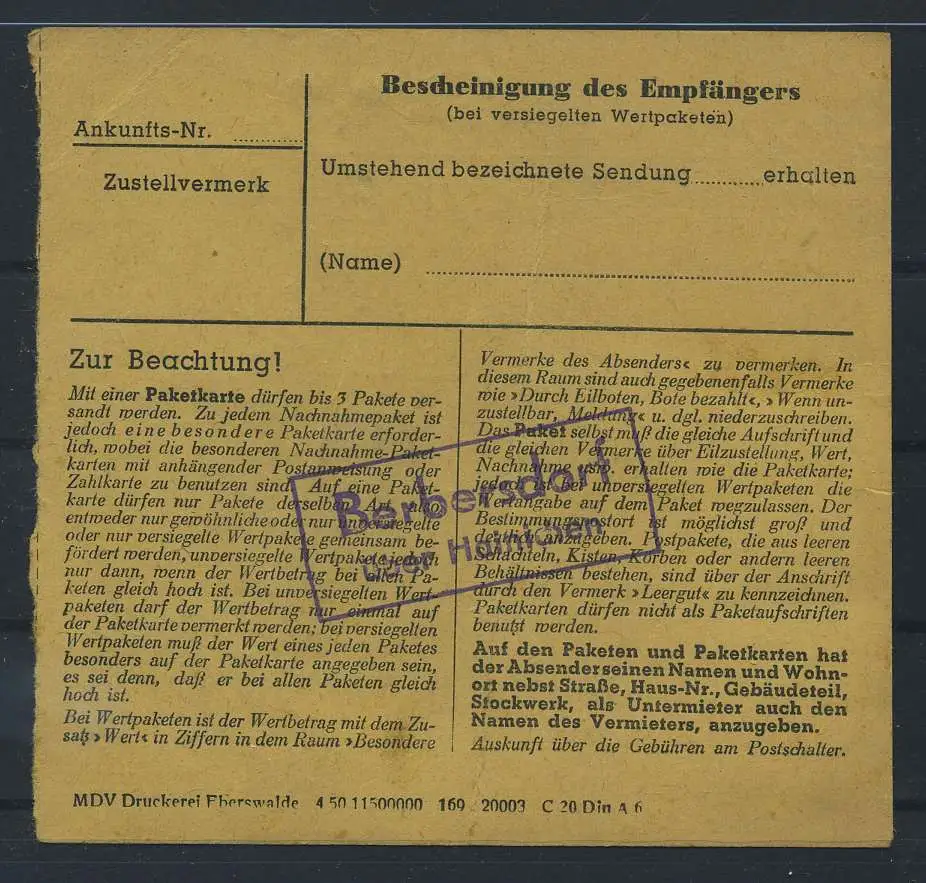 Ankunfts-Nr.
Zustellvermerk
Bescheinigung des Empfängers
(bei versiegelten Wertpaketen)
Umstehend bezeichnete Sendung ........... erhalten
(Name)
Zur Beachtung!
Mit einer Paketkarte dürfen bis 3 Pakete ver-
sandt werden. Zu jedem Nachnahmepaket ist
jedoch eine besondere Paketkarte erforder-
lich, wobei die besonderen Nachnahme-Paket-
karten mit anhängender Postanweisung oder
Zahlkarte zu benutzen sind. Auf eine Paket-
karte dürfen nur Pakete derselben Art, also
entweder nur gewöhnliche oder nur unversiegelte
oder nur versiegelte Wertpakete gemeinsam be-
fördert werden, unversiegelte Wertpakete jedoch
nur dann, wenn der Wertbetrag bei allen Pa-
keten gleich hoch ist. Bei unversiegelten Wert-
paketen darf der Wertbetrag nur einmal auf
der Paketkarte vermerkt werden; bei versiegelten
Wertpaketen muß der Wert eines jeden Paketes
besonders auf der Paketkarte angegeben sein,
es sei denn, daß er bei allen Paketen gleich
hoch ist.
Bei Wertpaketen ist der Wertbetrag mit dem Zu-
satz »Wert« in Ziffern in dem Raum »Besondere
Vermerke des Absenders« zu vermerken. In
diesem Raum sind auch gegebenenfalls Vermerke
wie »Durch Eilboten, Bote bezahlt«, »Wenn un-
zustellbar, Meldung« u. dgl. niederzuschreiben.
Das Paket selbst muß die gleiche Aufschrift und
die gleichen Vermerke über Eilzustellung, Wert,
Nachnahme usw. erhalten wie die Paketkarte;
jedoch ist bei unversiegelten Wertpaketen die
Wertangabe auf dem Paket wegzulassen. Der
Bestimmungspostort ist möglichst groß und
deutlich anzugeben. Postpakete, die aus leeren
Schachteln, Kisten, Körben oder andern leeren
Behältnissen bestehen, sind über der Anschrift
durch den Vermerk »Leergut« zu kennzeichnen.
Paketkarten dürfen nicht als Paketaufschriften
benutzt werden.
Auf den Paketen und Paketkarten hat
der Absender seinen Namen und Wohn-
ort nebst Straße, Haus-Nr., Gebäudeteil,
Stockwerk, als Untermieter auch den
Namen des Vermieters, anzugeben.
Auskunft über die Gebühren am Postschalter.
Berbersdorf
über Hainichen
MDV Druckerei Eberswalde 4 50 11500000 169 20003 C 20 Din A 6